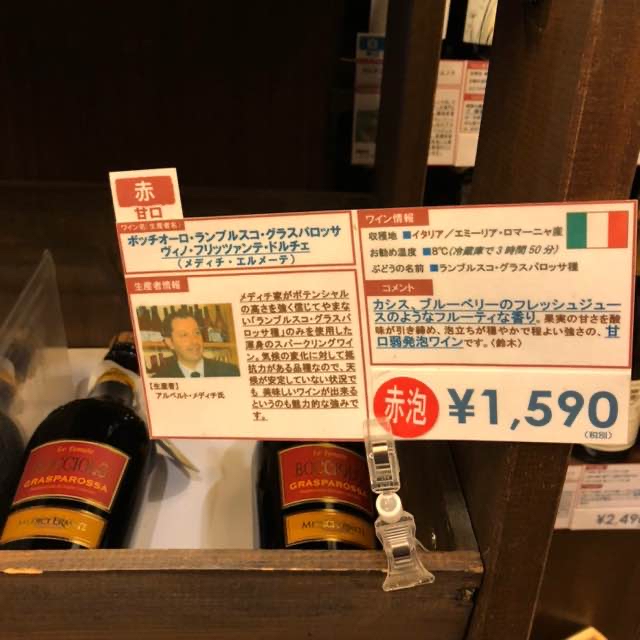 赤
甘口
ワイン名(生産者名)
ボッチオーロ・ランブルスコ・グラスパロッサ
ヴィノ・フリッツァンテ・ドルチェ
(メディチ・エルメーテ)
生産者情報
【生産者】
アルベルト・メディチ氏
メディチ家がポテンシャル
の高さを強く信じてやまな
い「ランブルスコ・グラスパ
ロッサ種」のみを使用した
渾身のスパークリングワイ
ン。気候の変化に対して抵
抗力がある品種なので、天
候が安定していない状況で
も 美味しいワインが出来る
というのも魅力的な強みで
す。
ワイン情報
収穫地 ■イタリア/エミーリア・ロマーニャ産
お勧め温度 ■8℃(冷蔵庫で3時間50分)
ぶどうの名前 ■ランブルスコ・グラスパロッサ種
コメント
カシス、ブルーベリーのフレッシュジュー
スのようなフルーティな香り。果実の甘さを酸
味が引き締め、泡立ちが穏やかで程よい強さの、甘
口弱発泡ワインです。〈鈴木〉
赤泡
¥1,590
(税別)
BOCCIOLO
GRASPAROSSA
MEDICI ERMETE
BOCCIOLO
GRASPAROSSA
¥2,490